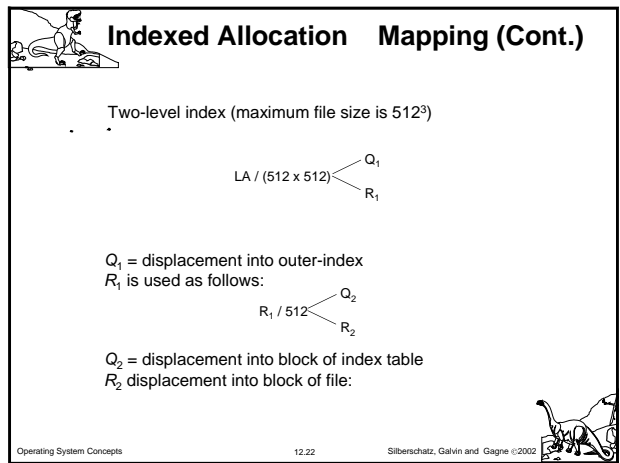 Indexed Allocation Mapping (Cont.)
Two-level index (maximum file size is 512³)
Q₁
LA / (512 x 512)
R₁
Q₁ = displacement into outer-index
R₁ is used as follows:
Q₂
R₁ / 512
R₂
Q₂ = displacement into block of index table
R₂ displacement into block of file:
Operating System Concepts 12.22 Silberschatz, Galvin and Gagne ©2002